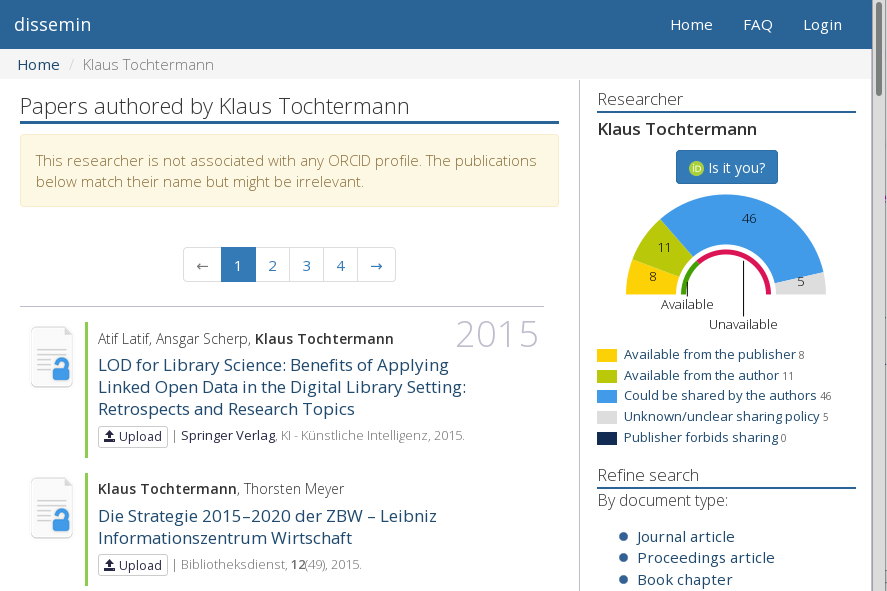 dissemin
Home FAQ Login
Home / Klaus Tochtermann
Papers authored by Klaus Tochtermann
This researcher is not associated with any ORCID profile. The publications
below match their name but might be irrelevant.
← 1 2 3 4 →
2015
Atif Latif, Ansgar Scherp, Klaus Tochtermann
LOD for Library Science: Benefits of Applying
Linked Open Data in the Digital Library Setting:
Retrospects and Research Topics
Upload | Springer Verlag, KI - Künstliche Intelligenz, 2015.
Klaus Tochtermann, Thorsten Meyer
Die Strategie 2015–2020 der ZBW – Leibniz
Informationszentrum Wirtschaft
Upload | Bibliotheksdienst, 12(49), 2015.
Researcher
Klaus Tochtermann
iD Is it you?
46
11
8
5
Available
Unavailable
Available from the publisher 8
Available from the author 11
Could be shared by the authors 46
Unknown/unclear sharing policy 5
Publisher forbids sharing 0
Refine search
By document type:
Journal article
Proceedings article
Book chapter